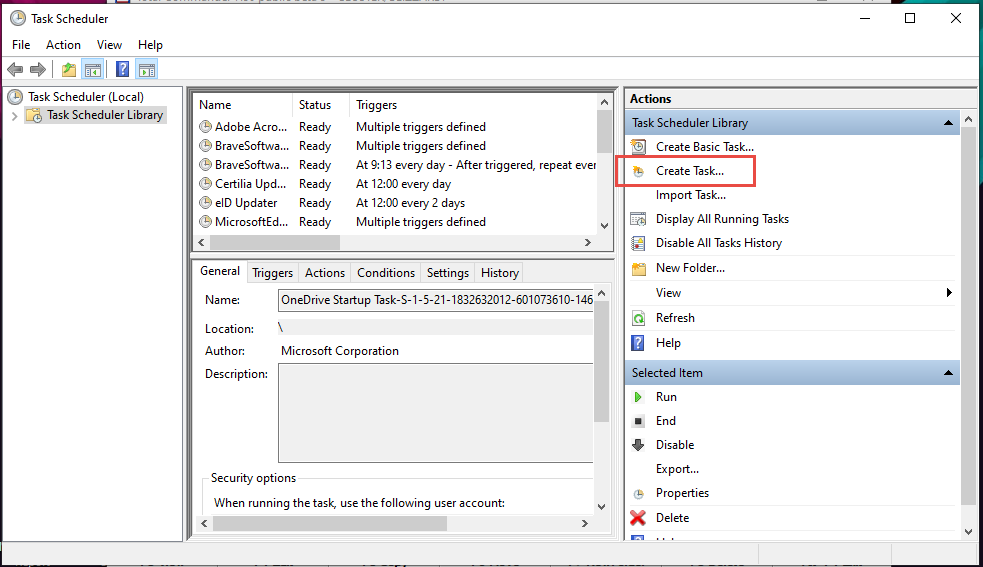 Task Scheduler
File Action View Help
Task Scheduler (Local)
Task Scheduler Library
Name Status Triggers
Adobe Acro... Ready Multiple triggers defined
BraveSoftwa... Ready Multiple triggers defined
BraveSoftwa... Ready At 9:13 every day - After triggered, repeat ever
Certilia Upd... Ready At 12:00 every day
eID Updater Ready At 12:00 every 2 days
MicrosoftEd... Ready Multiple triggers defined
General Triggers Actions Conditions Settings History
Name: OneDrive Startup Task-S-1-5-21-1832632012-601073610-146
Location: \
Author: Microsoft Corporation
Description:
Security options
When running the task, use the following user account:
Actions
Task Scheduler Library
Create Basic Task...
Create Task...
Import Task...
Display All Running Tasks
Disable All Tasks History
New Folder...
View
Refresh
Help
Selected Item
Run
End
Disable
Export...
Properties
Delete